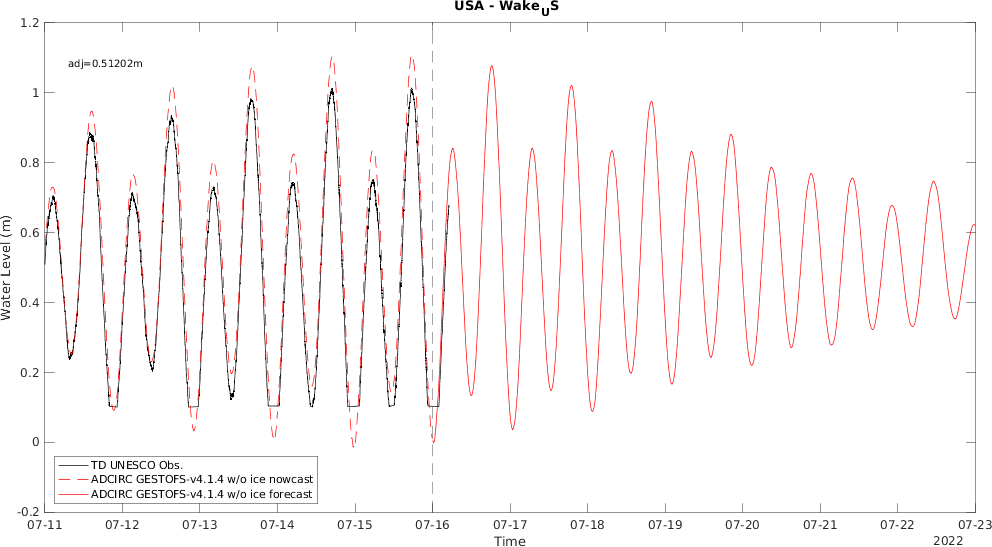 USA - Wake_US
adj=0.51202m
Water Level (m)
1.2
1
0.8
0.6
0.4
0.2
0
-0.2
TD UNESCO Obs.
ADCIRC GESTOFS-v4.1.4 w/o ice nowcast
ADCIRC GESTOFS-v4.1.4 w/o ice forecast
07-11 07-12 07-13 07-14 07-15 07-16 07-17 07-18 07-19 07-20 07-21 07-22 07-23
Time
2022